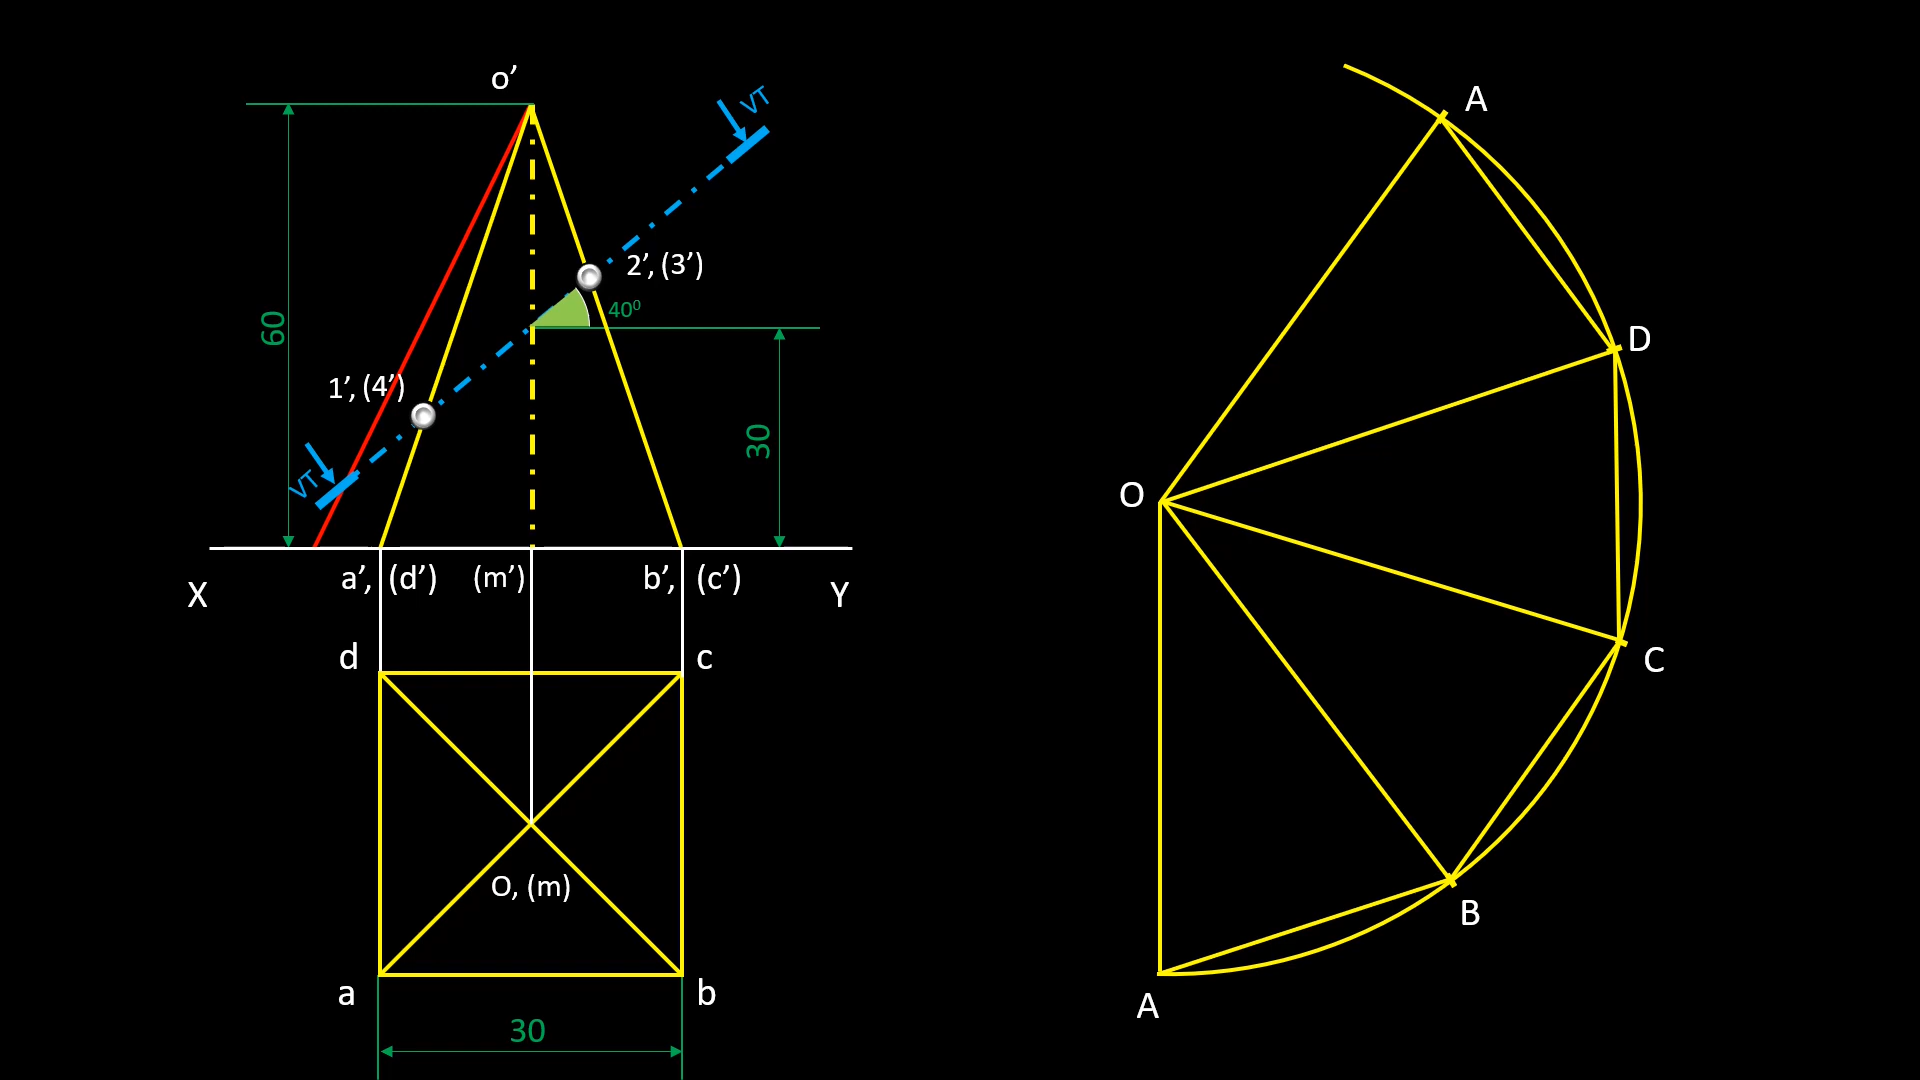 o’
VT
60
2’, (3’)
40⁰
1’, (4’)
30
VT
X
a’, (d’)
(m’)
b’, (c’)
Y
d
c
O, (m)
a
b
30
A
D
O
C
B
A